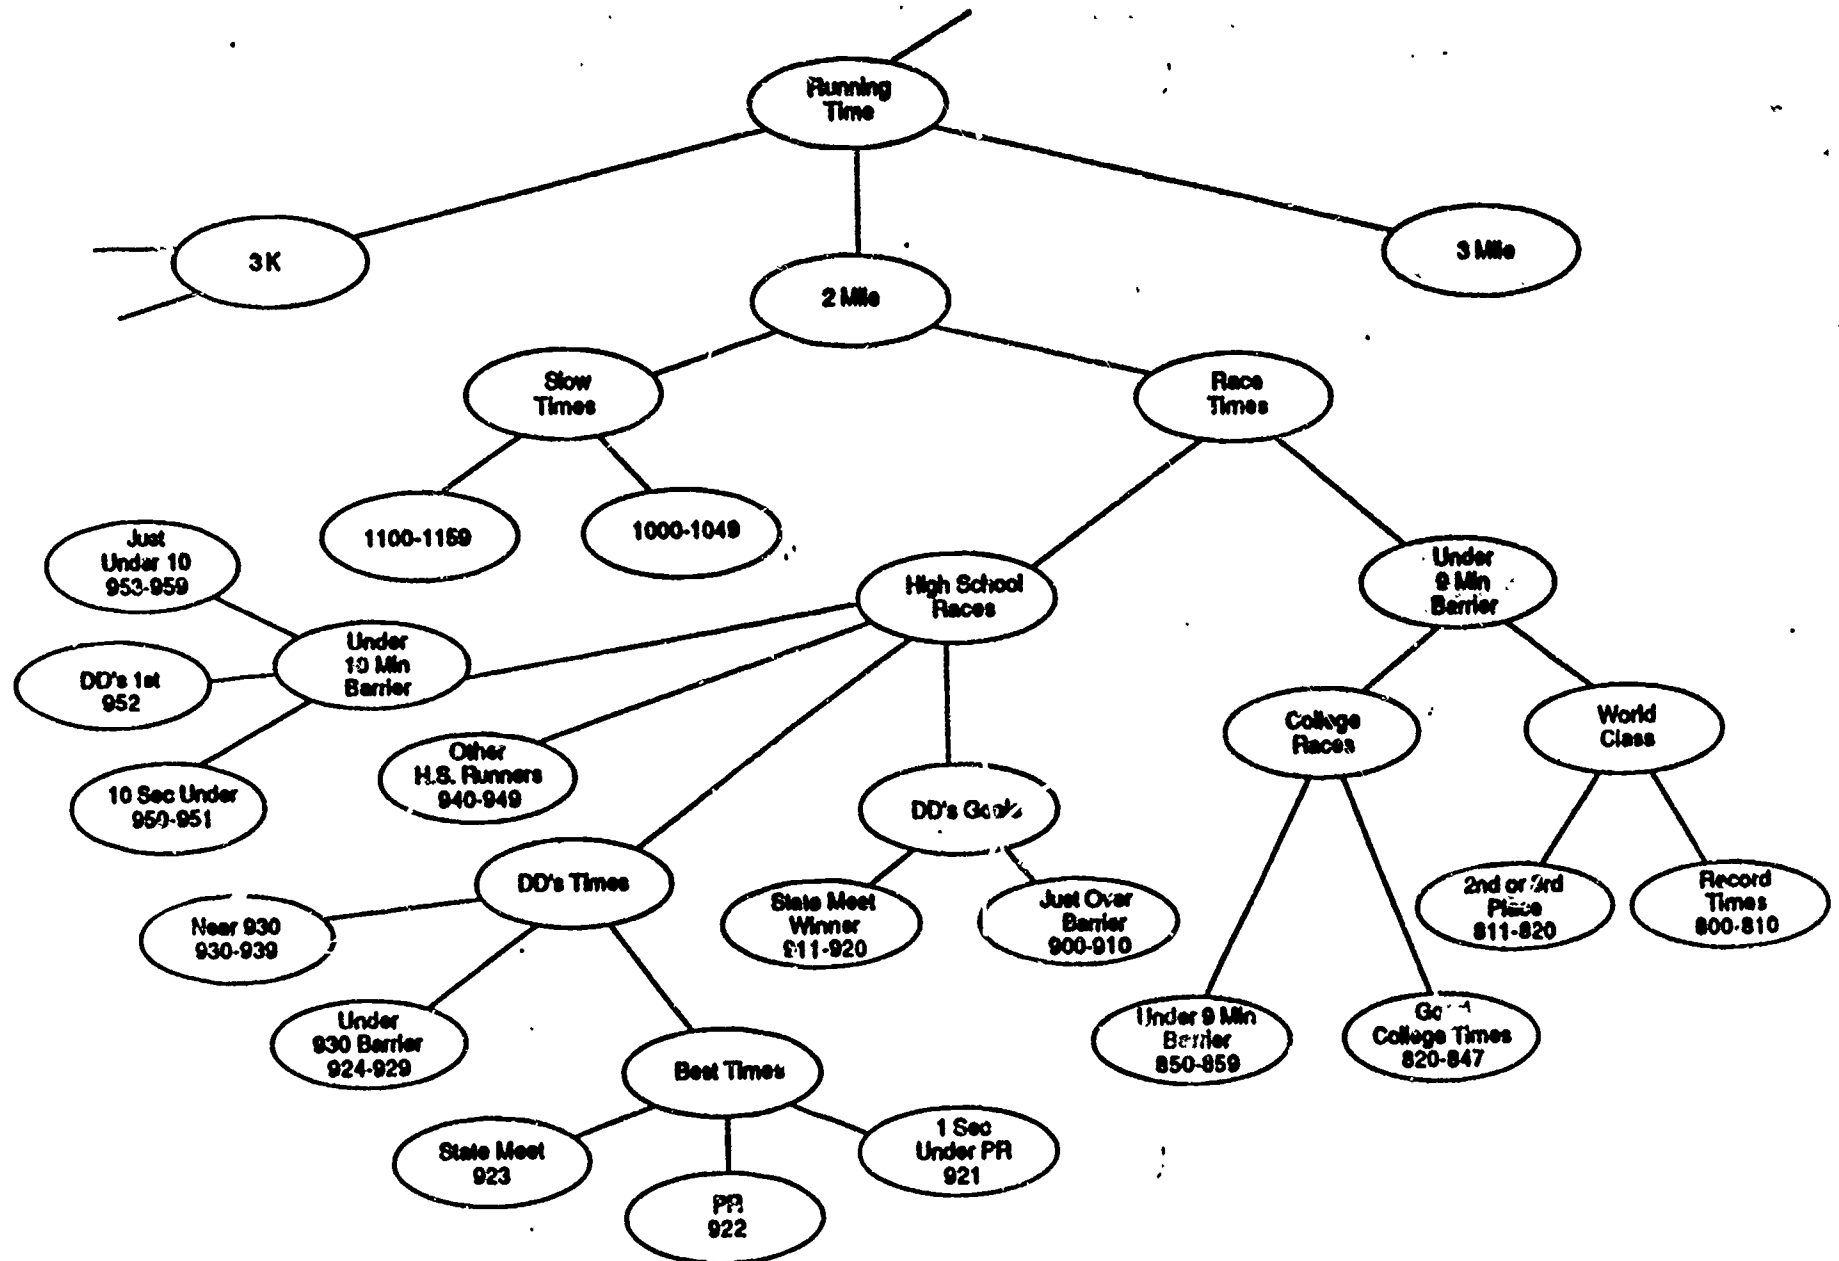 Running
Time
3 K
2 Mile
3 Mile
Slow
Times
Race
Times
1100-1159
1000-1049
Just
Under 10
953-959
High School
Races
Under
9 Min
Barrier
Under
10 Min
Barrier
DD's 1st
952
College
Races
World
Class
Other
H.S. Runners
940-949
10 Sec Under
950-951
DD's Goals
DD's Times
2nd or 3rd
Place
811-820
Record
Times
800-810
State Meet
Winner
911-920
Just Over
Barrier
900-910
Near 930
930-939
Under
930 Barrier
924-929
Under 9 Min
Barrier
850-859
College Times
820-847
Best Times
State Meet
923
1 Sec
Under PR
921
PR
922